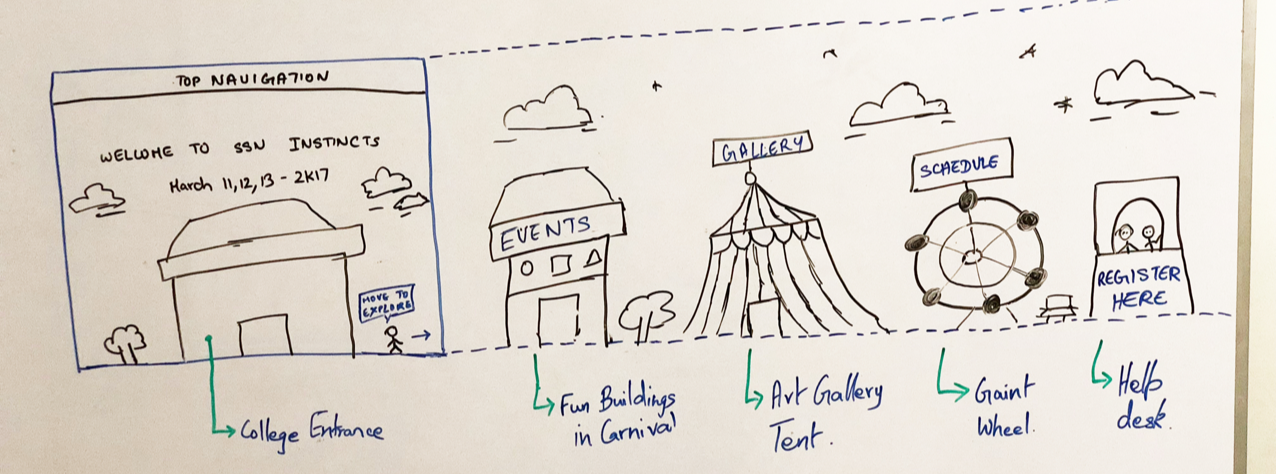 TOP NAVIGATION
WELCOME TO SSN INSTINCTS
March 11,12,13 - 2K17
MOVE TO
EXPLORE
EVENTS
GALLERY
SCHEDULE
REGISTER
HERE
College Entrance
Fun Buildings
in Carnival
Art Gallery
Tent.
Gaint
Wheel.
Help
desk.